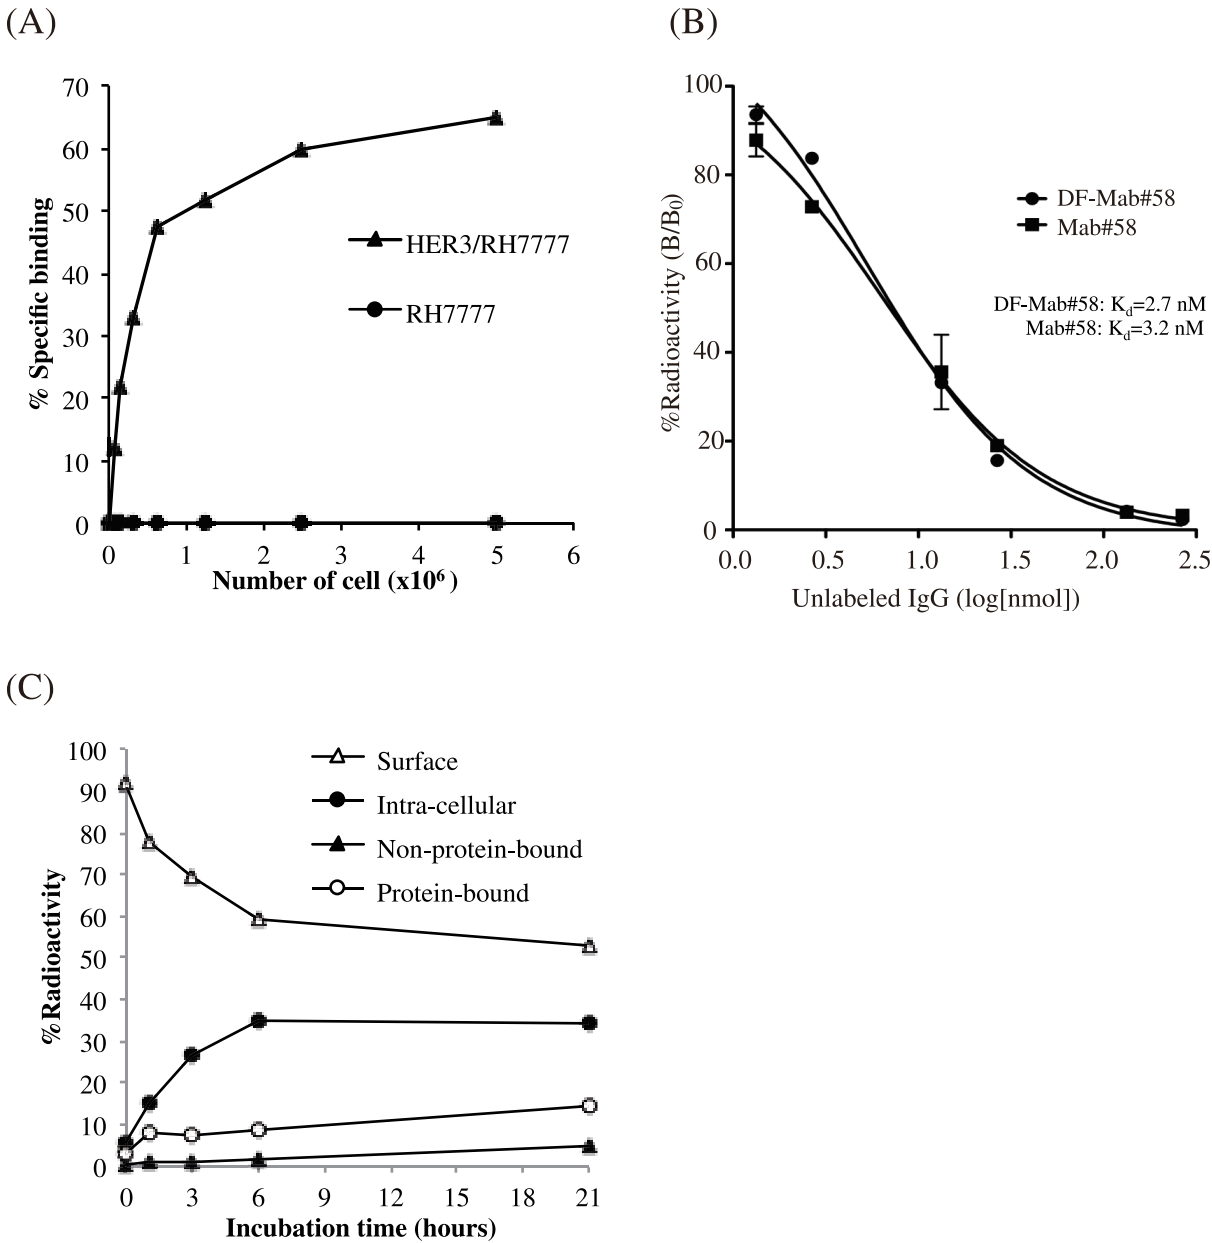 (A)
70
60
50
40
30
20
10
0
% Specific binding
HER3/RH7777
RH7777
0 1 2 3 4 5 6
Number of cell (x10⁶ )
(B)
100
80
60
40
20
0
%Radioactivity (B/B₀)
DF-Mab#58
Mab#58
DF-Mab#58: Kd=2.7 nM
Mab#58: Kd=3.2 nM
0.0 0.5 1.0 1.5 2.0 2.5
Unlabeled IgG (log[nmol])
(C)
100
90
80
70
60
50
40
30
20
10
0
%Radioactivity
Surface
Intra-cellular
Non-protein-bound
Protein-bound
0 3 6 9 12 15 18 21
Incubation time (hours)